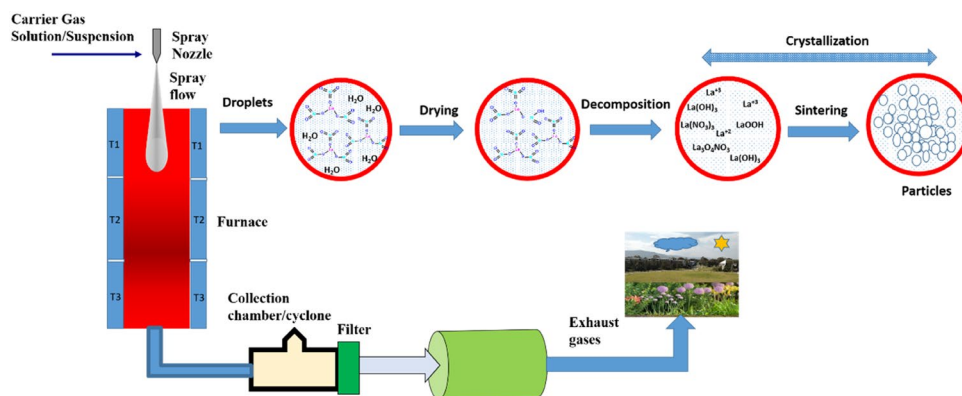 Carrier Gas
Solution/Suspension
Spray
Nozzle
Spray
flow
Droplets
Drying
Decomposition
Crystallization
Sintering
Particles
H₂O
H₂O
H₂O
H₂O
H₂O
H₂O
La⁺³
La⁺³
La(OH)₃
La(NO₃)₃
LaOOH
La⁺²
La₃O₄NO₃
La(OH)₃
T1
T1
T2
T2
T3
T3
Furnace
Collection
chamber/cyclone
Filter
Exhaust
gases